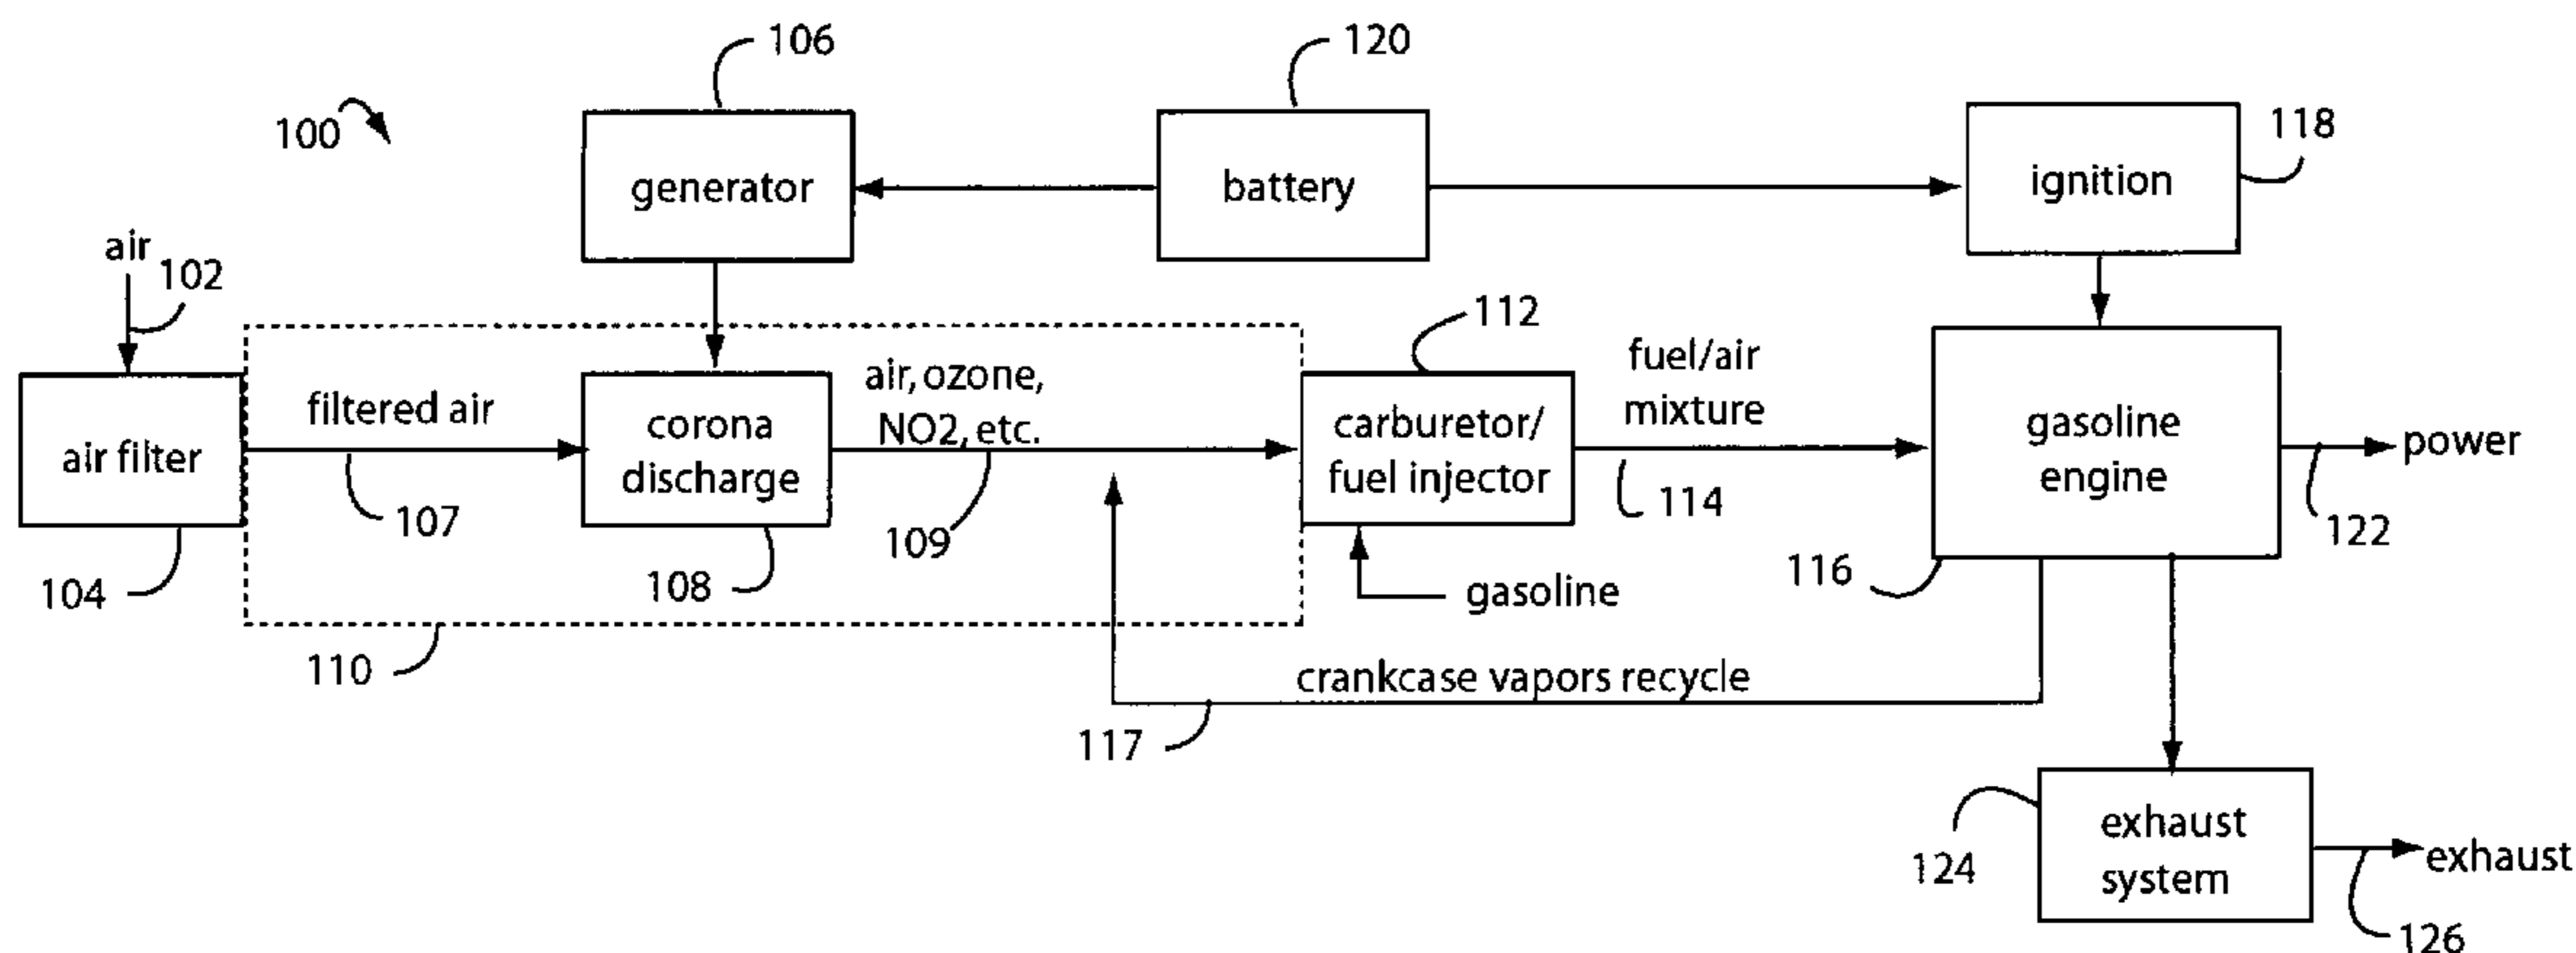 106
120
100
118
generator
battery
ignition
air
102
112
fuel/air
mixture
filtered air
air, ozone,
NO2, etc.
corona
discharge
carburetor/
fuel injector
gasoline
engine
power
air filter
107
109
114
122
104
108
gasoline
116
110
crankcase vapors recycle
117
exhaust
system
124
exhaust
126